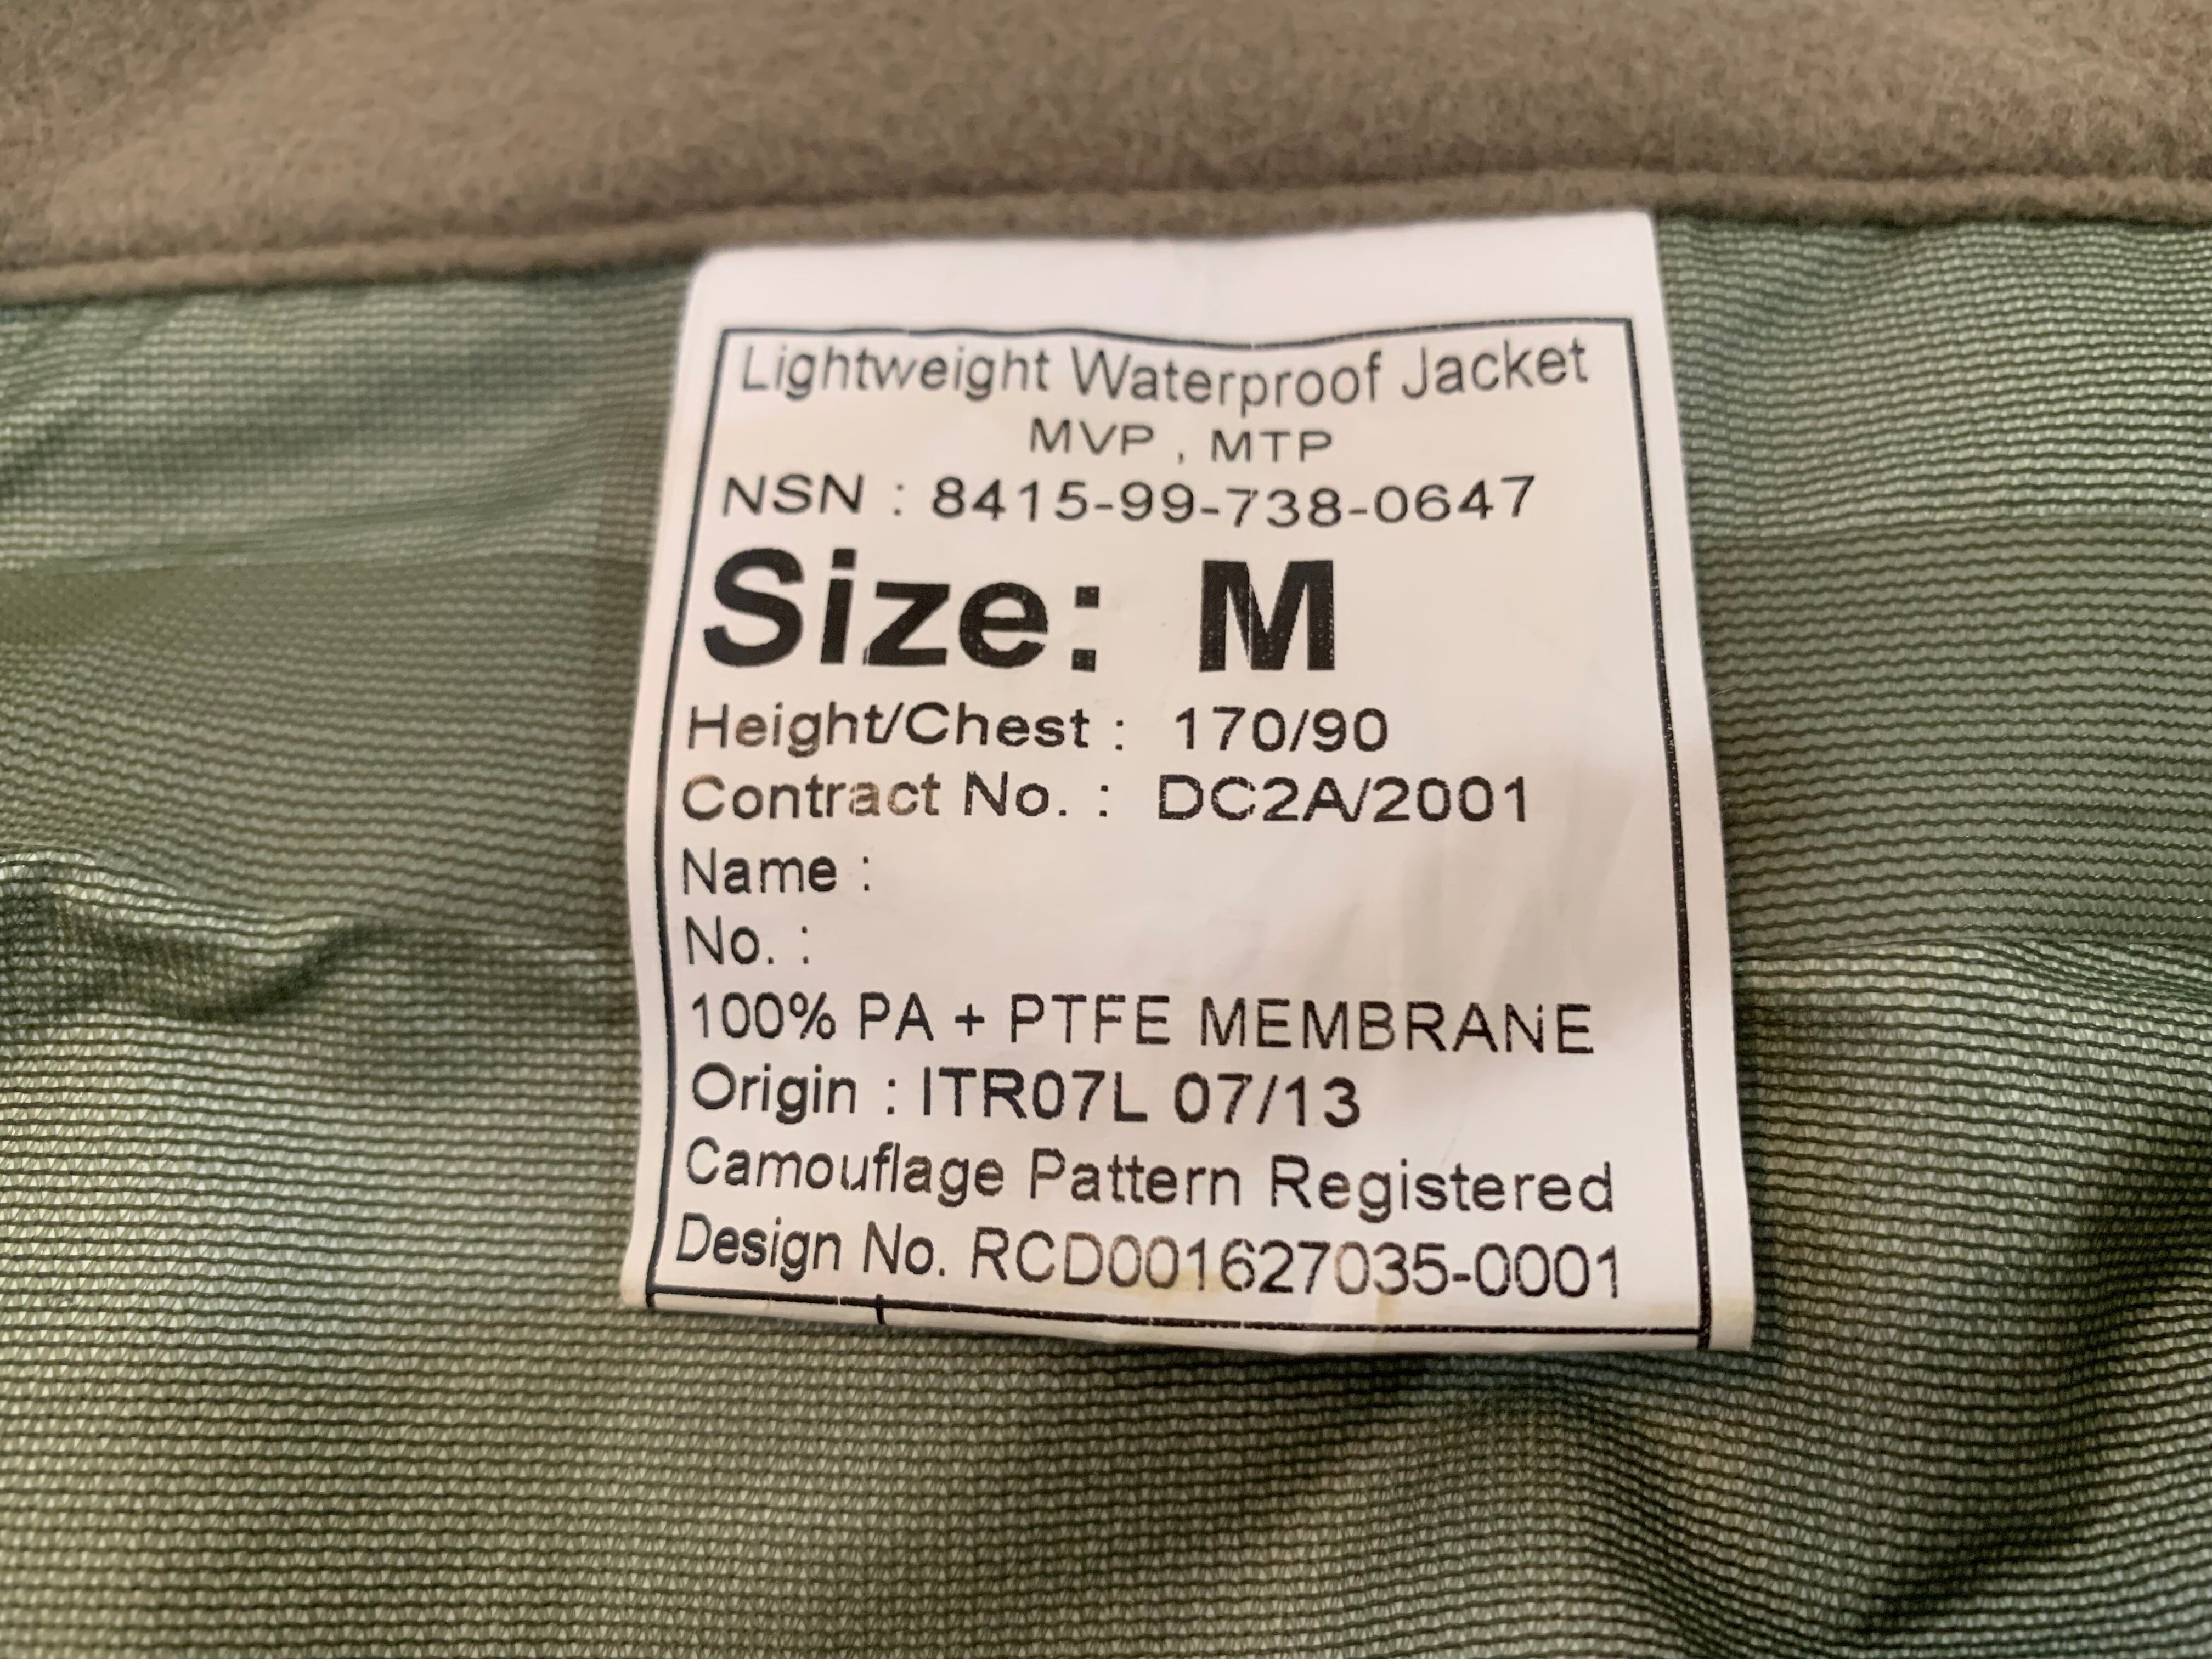 Lightweight Waterproof Jacket
MVP , MTP
NSN : 8415-99-738-0647
Size: M
Height/Chest : 170/90
Contract No. : DC2A/2001
Name :
No. :
100% PA + PTFE MEMBRANE
Origin : ITR07L 07/13
Camouflage Pattern Registered
Design No. RCD001627035-0001